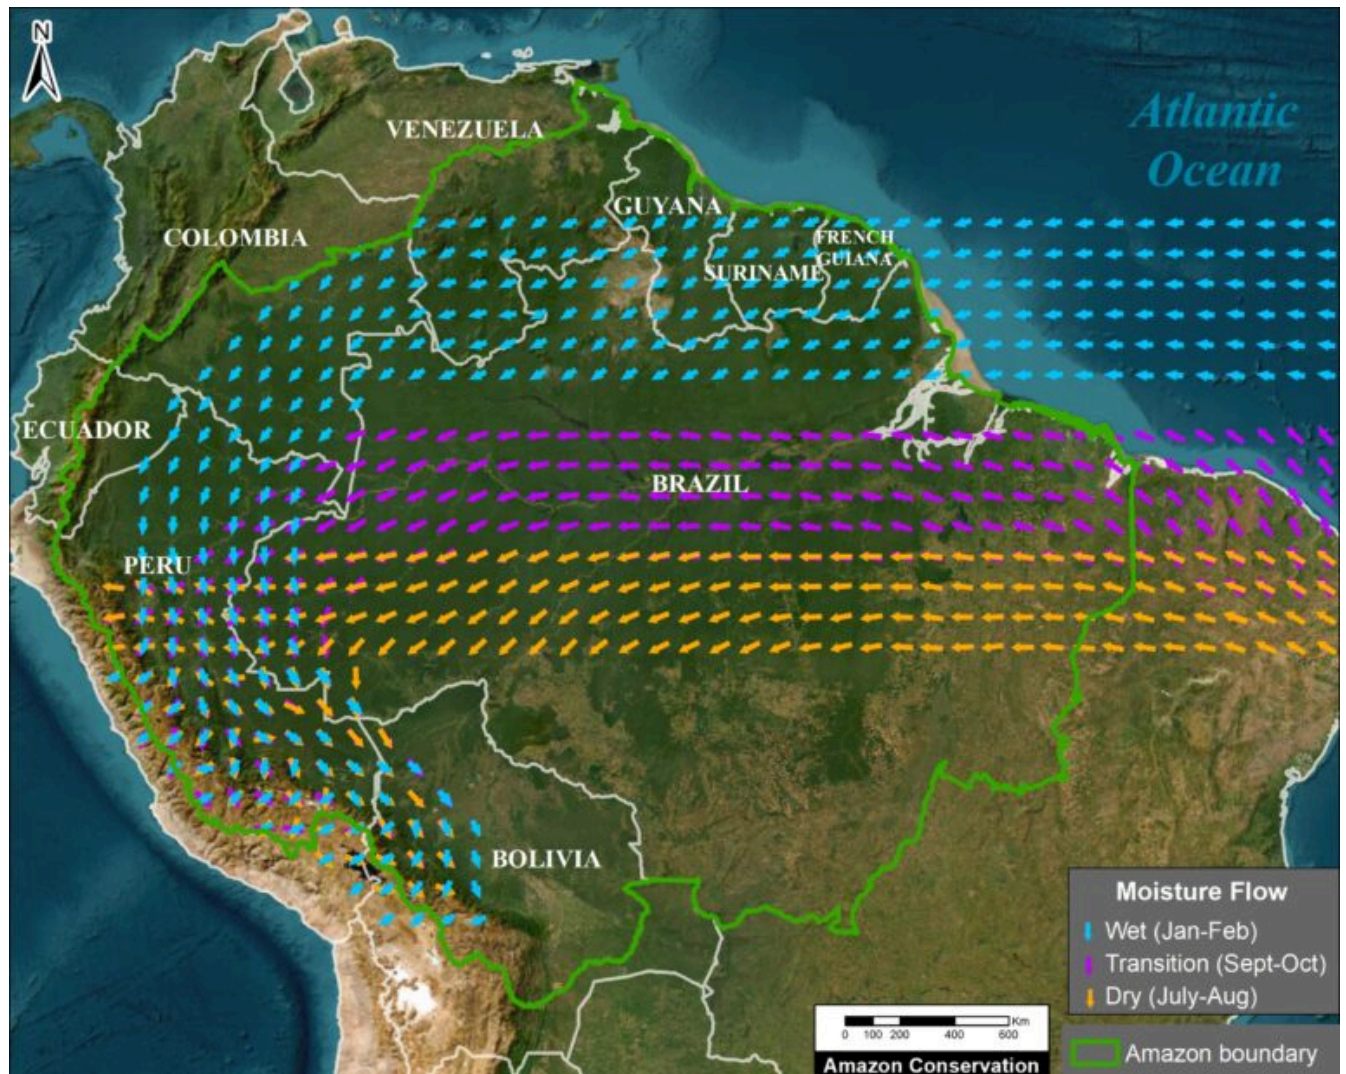 N
Atlantic
Ocean
VENEZUELA
GUYANA
COLOMBIA
FRENCH
GUIANA
SURINAME
ECUADOR
BRAZIL
PERU
BOLIVIA
Moisture Flow
Wet (Jan-Feb)
Transition (Sept-Oct)
Dry (July-Aug)
Km
0 100 200 400 600
Amazon Conservation
Amazon boundary